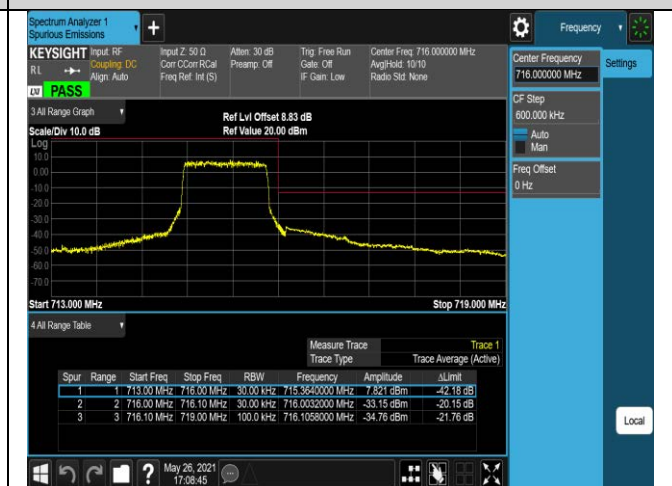 Spectrum Analyzer 1
Spurious Emissions
+
Frequency
KEYSIGHT Input: RF Input Z: 50 Ω Atten: 30 dB Trig: Free Run Center Freq: 716.000000 MHz
RL Coupling: DC Corr CCorr RCal Preamp: Off Gate: Off Avg|Hold: 10/10
Align: Auto Freq Ref: Int (S) IF Gain: Low Radio Std: None
LXI PASS
Center Frequency
716.000000 MHz
Settings
CF Step
600.000 kHz
Auto
Man
Freq Offset
0 Hz
3 All Range Graph
Ref Lvl Offset 8.83 dB
Scale/Div 10.0 dB Ref Value 20.00 dBm
Log
10.0
0.00
-10.0
-20.0
-30.0
-40.0
-50.0
-60.0
-70.0
Start 713.000 MHz Stop 719.000 MHz
4 All Range Table
Measure Trace Trace 1
Trace Type Trace Average (Active)
Spur Range Start Freq Stop Freq RBW Frequency Amplitude ΔLimit
1 1 713.00 MHz 716.00 MHz 30.00 kHz 715.3640000 MHz 7.821 dBm -42.18 dB
2 2 716.00 MHz 716.10 MHz 30.00 kHz 716.0032000 MHz -33.15 dBm -20.15 dB
3 3 716.10 MHz 719.00 MHz 100.0 kHz 716.1058000 MHz -34.76 dBm -21.76 dB
Local
? May 26, 2021
17:08:45